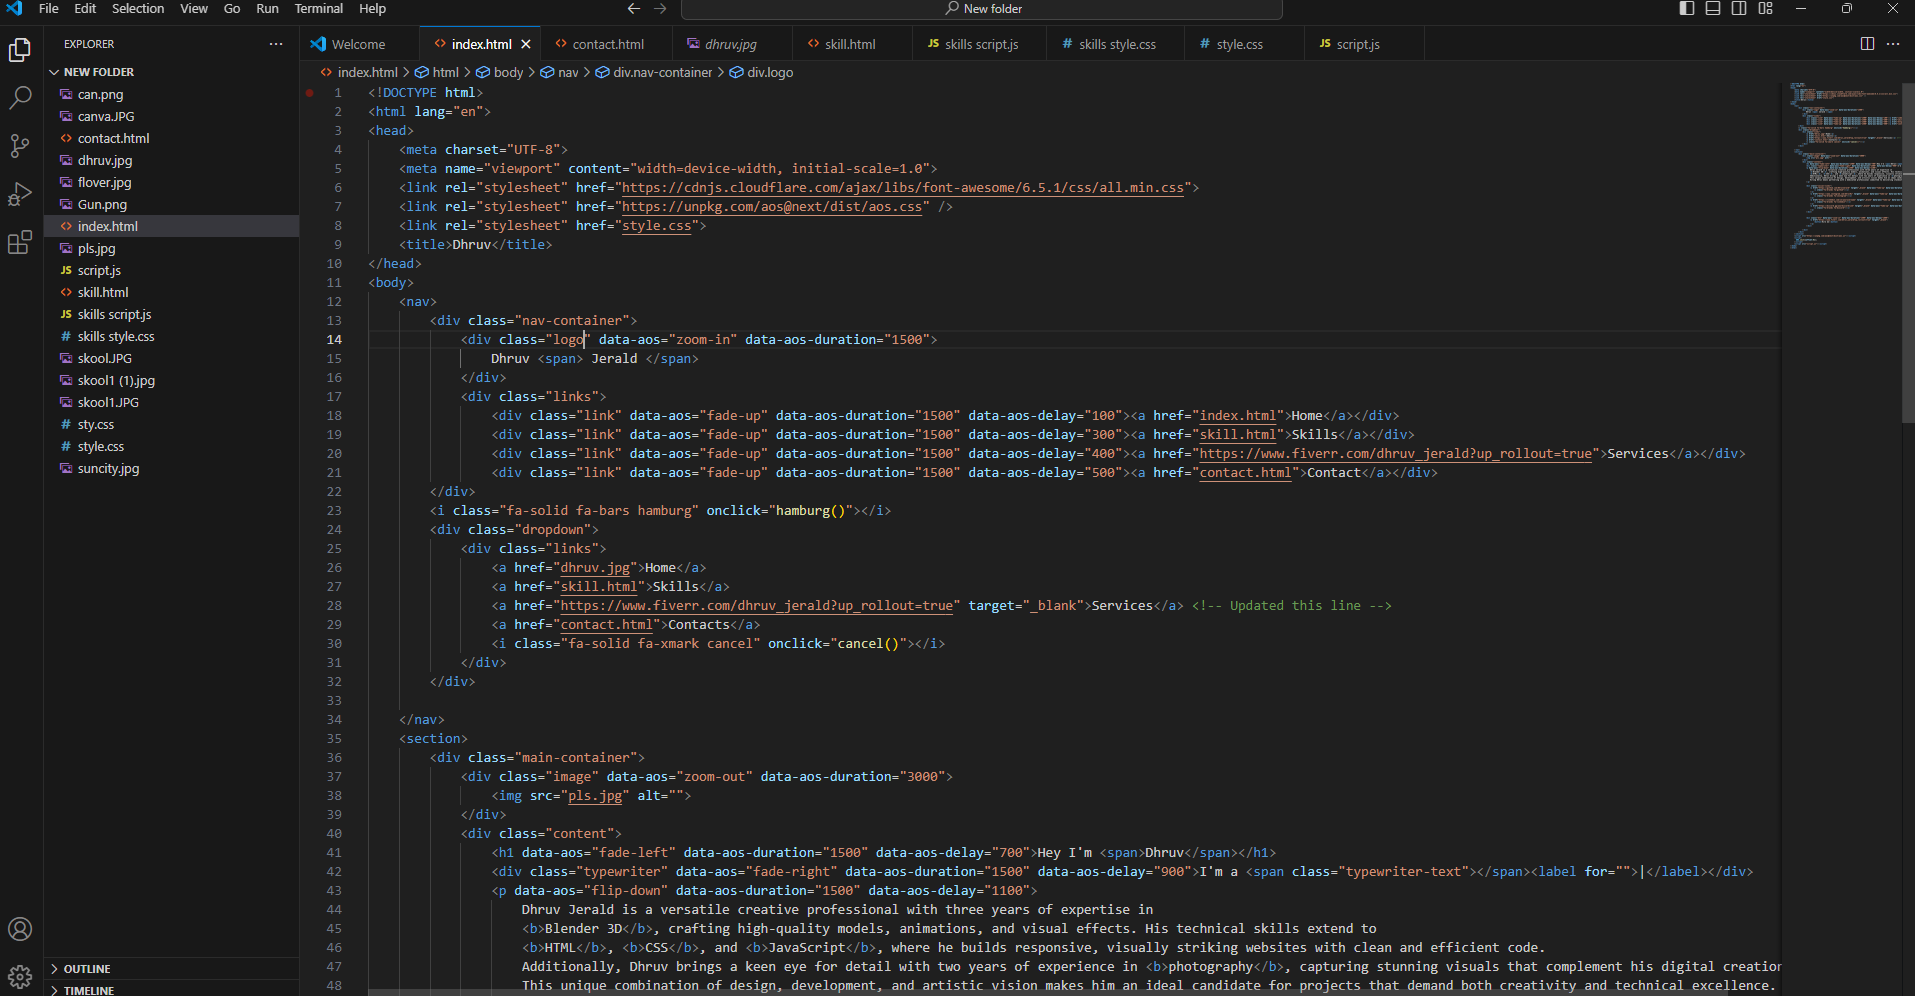 File Edit Selection View Go Run Terminal Help
New folder
EXPLORER
Welcome
index.html
contact.html
dhruv.jpg
skill.html
JS skills script.js
# skills style.css
# style.css
JS script.js
index.html > html > body > nav > div.nav-container > div.logo
NEW FOLDER
can.png
canva.JPG
contact.html
dhruv.jpg
flover.jpg
Gun.png
index.html
pls.jpg
JS script.js
skill.html
JS skills script.js
# skills style.css
skool.JPG
skool1 (1).jpg
skool1.JPG
# sty.css
# style.css
suncity.jpg
OUTLINE
TIMELINE
1 <!DOCTYPE html>
2 <html lang="en">
3 <head>
4 <meta charset="UTF-8">
5 <meta name="viewport" content="width=device-width, initial-scale=1.0">
6 <link rel="stylesheet" href="https://cdnjs.cloudflare.com/ajax/libs/font-awesome/6.5.1/css/all.min.css">
7 <link rel="stylesheet" href="https://unpkg.com/aos@next/dist/aos.css" />
8 <link rel="stylesheet" href="style.css">
9 <title>Dhruv</title>
10 </head>
11 <body>
12 <nav>
13 <div class="nav-container">
14 <div class="logo" data-aos="zoom-in" data-aos-duration="1500">
15 Dhruv <span> Jerald </span>
16 </div>
17 <div class="links">
18 <div class="link" data-aos="fade-up" data-aos-duration="1500" data-aos-delay="100"><a href="index.html">Home</a></div>
19 <div class="link" data-aos="fade-up" data-aos-duration="1500" data-aos-delay="300"><a href="skill.html">Skills</a></div>
20 <div class="link" data-aos="fade-up" data-aos-duration="1500" data-aos-delay="400"><a href="https://www.fiverr.com/dhruv_jerald?up_rollout=true">Services</a></div>
21 <div class="link" data-aos="fade-up" data-aos-duration="1500" data-aos-delay="500"><a href="contact.html">Contact</a></div>
22 </div>
23 <i class="fa-solid fa-bars hamburg" onclick="hamburg()"></i>
24 <div class="dropdown">
25 <div class="links">
26 <a href="dhruv.jpg">Home</a>
27 <a href="skill.html">Skills</a>
28 <a href="https://www.fiverr.com/dhruv_jerald?up_rollout=true" target="_blank">Services</a> <!-- Updated this line -->
29 <a href="contact.html">Contacts</a>
30 <i class="fa-solid fa-xmark cancel" onclick="cancel()"></i>
31 </div>
32 </div>
33
34 </nav>
35 <section>
36 <div class="main-container">
37 <div class="image" data-aos="zoom-out" data-aos-duration="3000">
38 <img src="pls.jpg" alt="">
39 </div>
40 <div class="content">
41 <h1 data-aos="fade-left" data-aos-duration="1500" data-aos-delay="700">Hey I'm <span>Dhruv</span></h1>
42 <div class="typewriter" data-aos="fade-right" data-aos-duration="1500" data-aos-delay="900">I'm a <span class="typewriter-text"></span><label for="">|</label></div>
43 <p data-aos="flip-down" data-aos-duration="1500" data-aos-delay="1100">
44 Dhruv Jerald is a versatile creative professional with three years of expertise in
45 <b>Blender 3D</b>, crafting high-quality models, animations, and visual effects. His technical skills extend to
46 <b>HTML</b>, <b>CSS</b>, and <b>JavaScript</b>, where he builds responsive, visually striking websites with clean and efficient code.
47 Additionally, Dhruv brings a keen eye for detail with two years of experience in <b>photography</b>, capturing stunning visuals that complement his digital creation
48 This unique combination of design, development, and artistic vision makes him an ideal candidate for projects that demand both creativity and technical excellence.